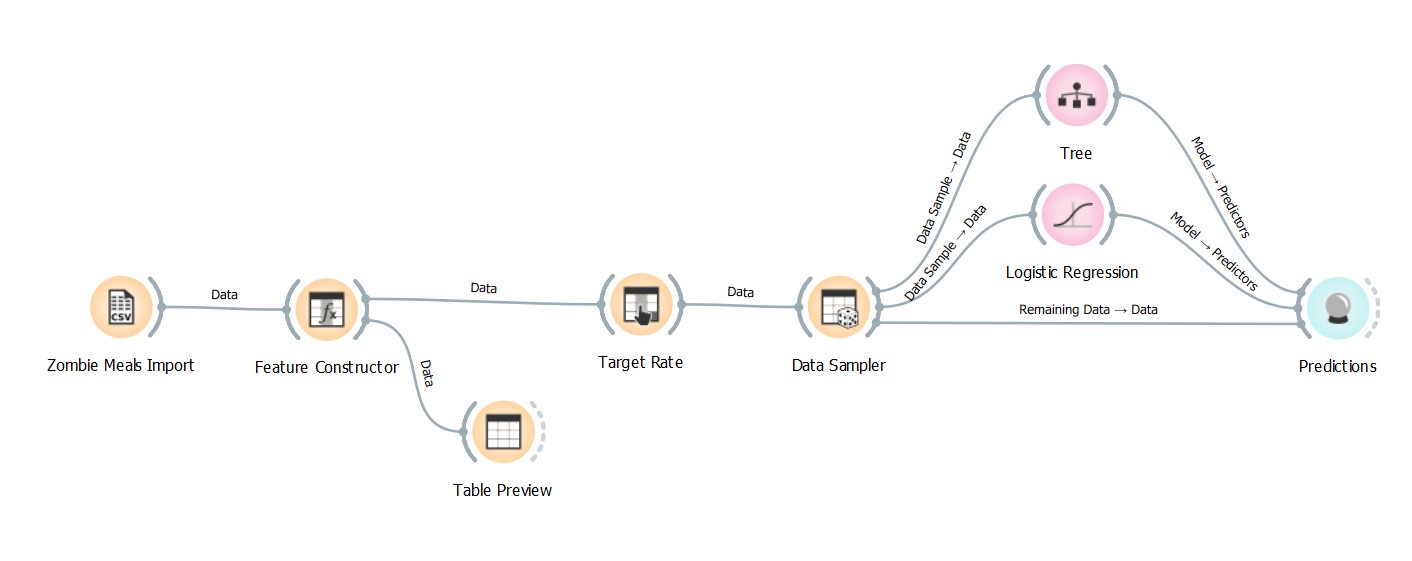 Tree
Data Sample → Data
Model → Predictors
Data Sample → Data
Logistic Regression
Model → Predictors
CSV
Zombie Meals Import
Data
fx
Feature Constructor
Data
Target Rate
Data
Data Sampler
Remaining Data → Data
Predictions
Data
Table Preview